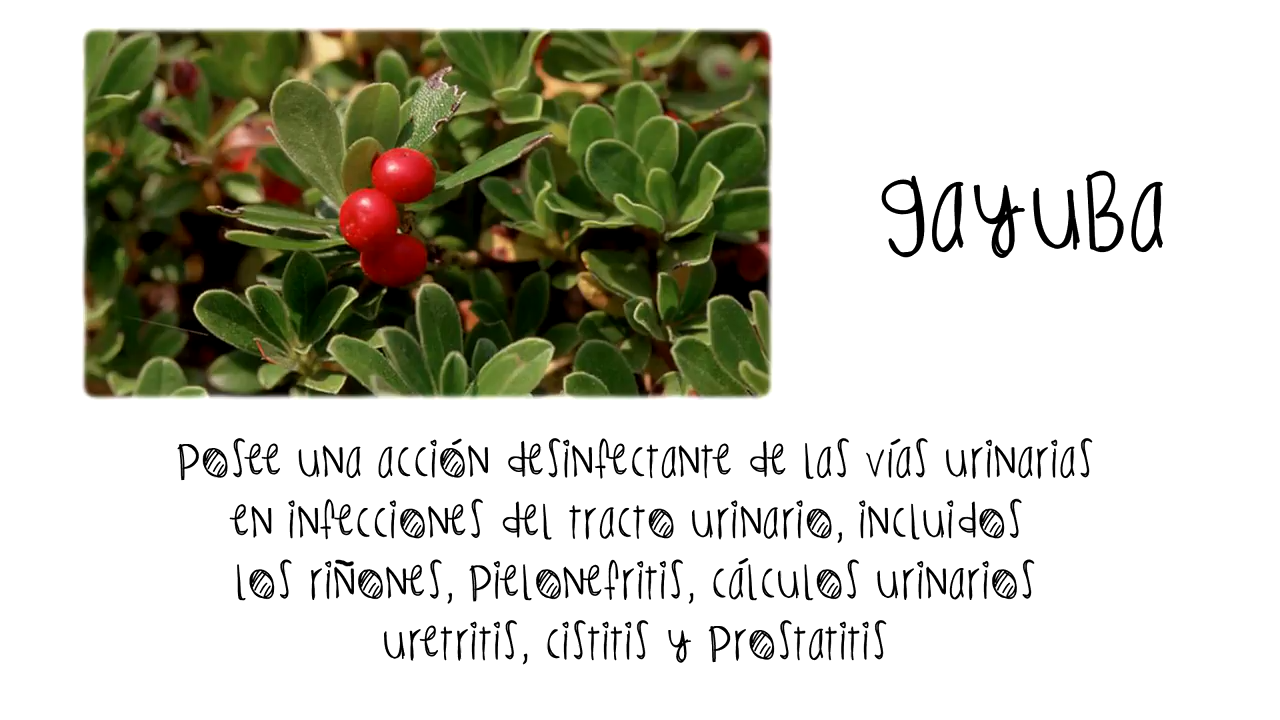 gayuBa
Posee una acción desinfectante de las vías urinarias
en infecciones del tracto urinario, incluidos
los riñones, pielonefritis, cálculos urinarios
uretritis, cistitis y prostatitis